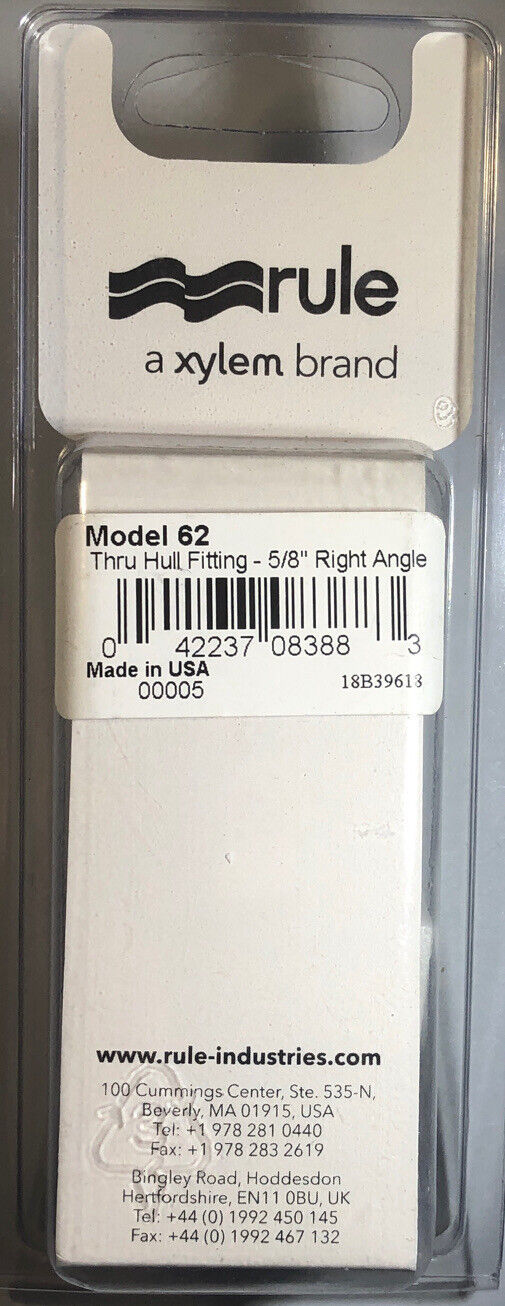 rule
a xylem brand
Model 62
Thru Hull Fitting - 5/8" Right Angle
0 42237 08388 3
Made in USA
00005 18B39613
www.rule-industries.com
100 Cummings Center, Ste. 535-N,
Beverly, MA 01915, USA
Tel: +1 978 281 0440
Fax: +1 978 283 2619
Bingley Road, Hoddesdon
Hertfordshire, EN11 0BU, UK
Tel: +44 (0) 1992 450 145
Fax: +44 (0) 1992 467 132